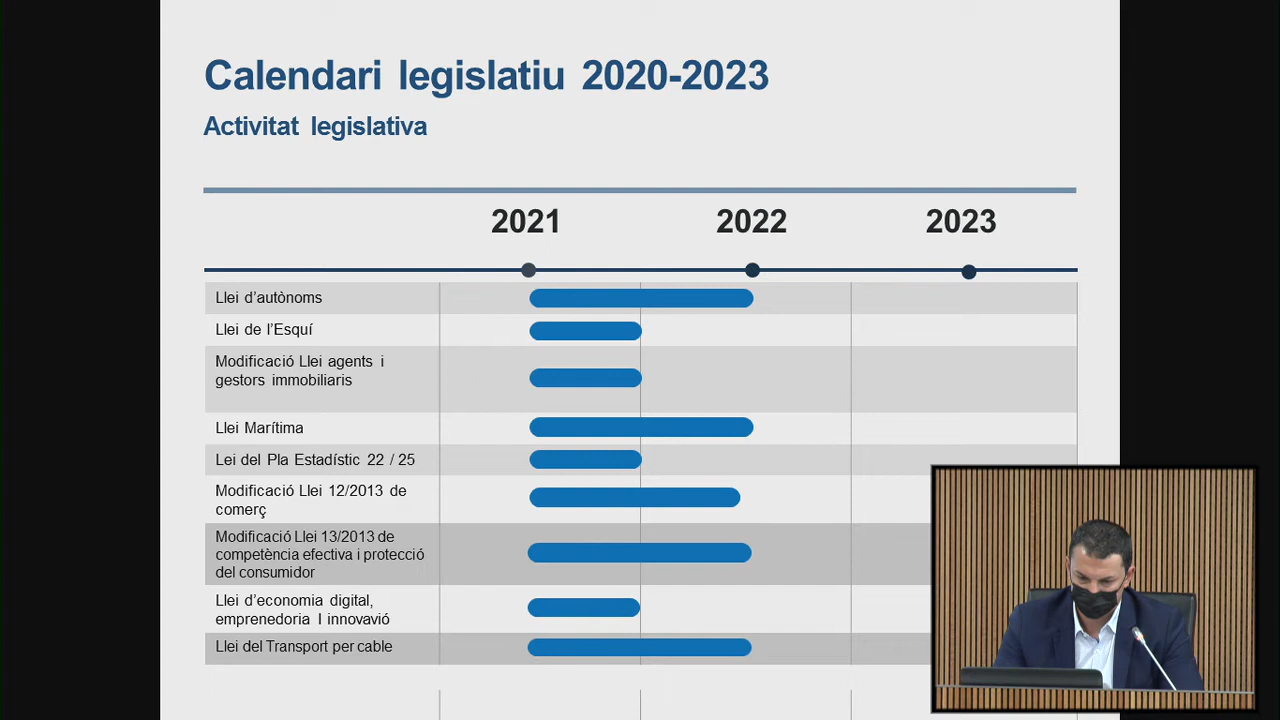 Calendari legislatiu 2020-2023
Activitat legislativa
2021 2022 2023
Llei d’autònoms
Llei de l’Esquí
Modificació Llei agents i
gestors immobiliaris
Llei Marítima
Lei del Pla Estadístic 22 / 25
Modificació Llei 12/2013 de
comerç
Modificació Llei 13/2013 de
competència efectiva i protecció
del consumidor
Llei d’economia digital,
emprenedoria I innovavió
Llei del Transport per cable